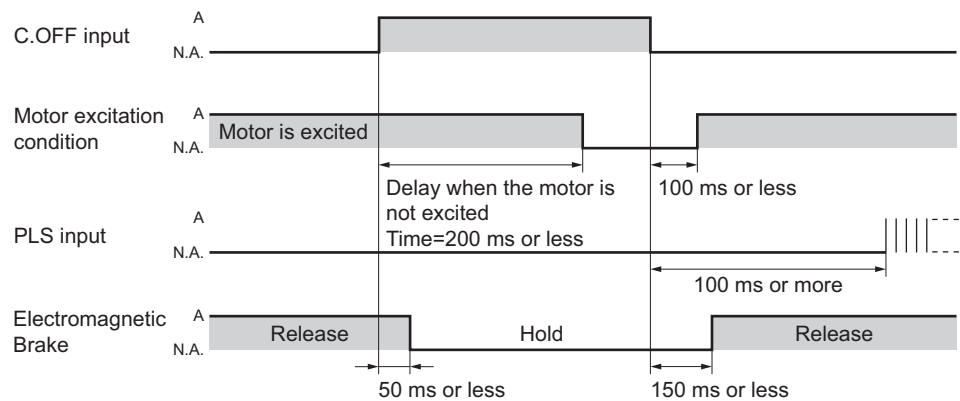 C.OFF input
A
N.A.
Motor excitation
condition
A
N.A.
Motor is excited
Delay when the motor is
not excited
Time=200 ms or less
100 ms or less
PLS input
A
N.A.
100 ms or more
Electromagnetic
Brake
A
N.A.
Release
Hold
Release
50 ms or less
150 ms or less